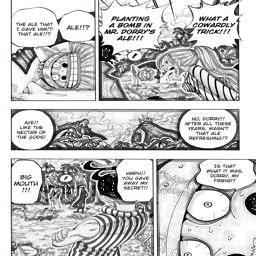 WHAT A
COWARDLY
TRICK!!!
PLANTING
A BOMB IN
MR. DORRY'S
ALE!!!
ALE!!?
THE ALE THAT
I GAVE HIM!?
THAT ALE!!?
HO, DORRY!!
AFTER ALL THESE
YEARS, WASN'T
THAT ALE
REFRESHING!?
AYE!!
LIKE THE
NECTAR OF
THE GODS!
IS THAT
WHAT IT WAS,
DORRY, MY
FRIEND?
HMPH!!
YOU GAVE
AWAY MY
SECRET!!
BIG
MOUTH
!!!